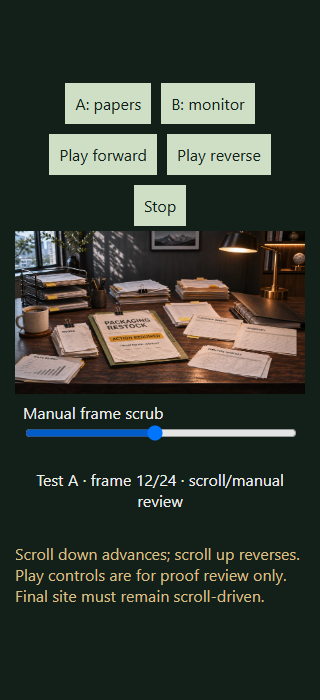 A: papers
B: monitor
Play forward
Play reverse
Stop
PACKAGING
RESTOCK
ACTION REQUIRED
Manual frame scrub
Test A · frame 12/24 · scroll/manual
review
Scroll down advances; scroll up reverses.
Play controls are for proof review only.
Final site must remain scroll-driven.